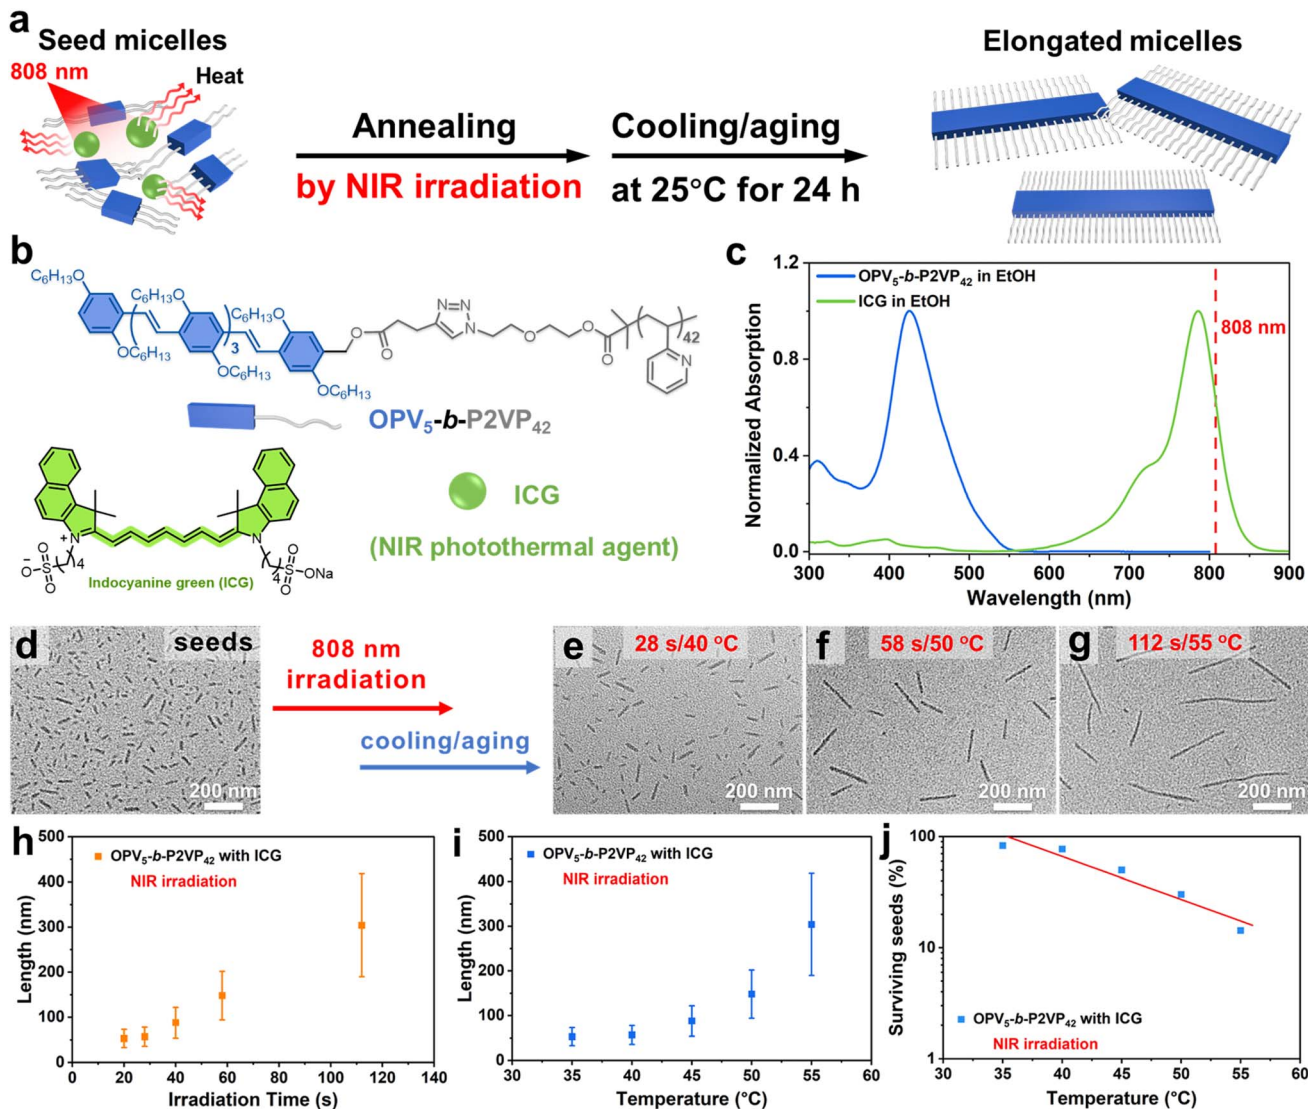 a
Seed micelles
808 nm
Heat
Annealing
by NIR irradiation
Cooling/aging
at 25°C for 24 h
Elongated micelles
b
C₆H₁₃O
C₆H₁₃O
C₆H₁₃O
C₆H₁₃O
OC₆H₁₃
OC₆H₁₃
OC₆H₁₃
OC₆H₁₃
OC₆H₁₃
3
O
O
N=N
N
O
O
O
42
N
OPV₅-b-P2VP₄₂
ICG
(NIR photothermal agent)
N
+
N
4
4
⁻O-S=O
O
O=S-ONa
O
Indocyanine green (ICG)
c
1.2
0.8
0.4
0.0
Normalized Absorption
OPV₅-b-P2VP₄₂ in EtOH
ICG in EtOH
808 nm
300 400 500 600 700 800 900
Wavelength (nm)
d
seeds
200 nm
808 nm
irradiation
cooling/aging
e
28 s/40 °C
200 nm
f
58 s/50 °C
200 nm
g
112 s/55 °C
200 nm
h
500
400
300
200
100
0
Length (nm)
OPV₅-b-P2VP₄₂ with ICG
NIR irradiation
0 20 40 60 80 100 120 140
Irradiation Time (s)
i
500
400
300
200
100
0
Length (nm)
OPV₅-b-P2VP₄₂ with ICG
NIR irradiation
30 35 40 45 50 55 60
Temperature (°C)
j
100
10
1
Surviving seeds (%)
OPV₅-b-P2VP₄₂ with ICG
NIR irradiation
30 35 40 45 50 55 60
Temperature (°C)